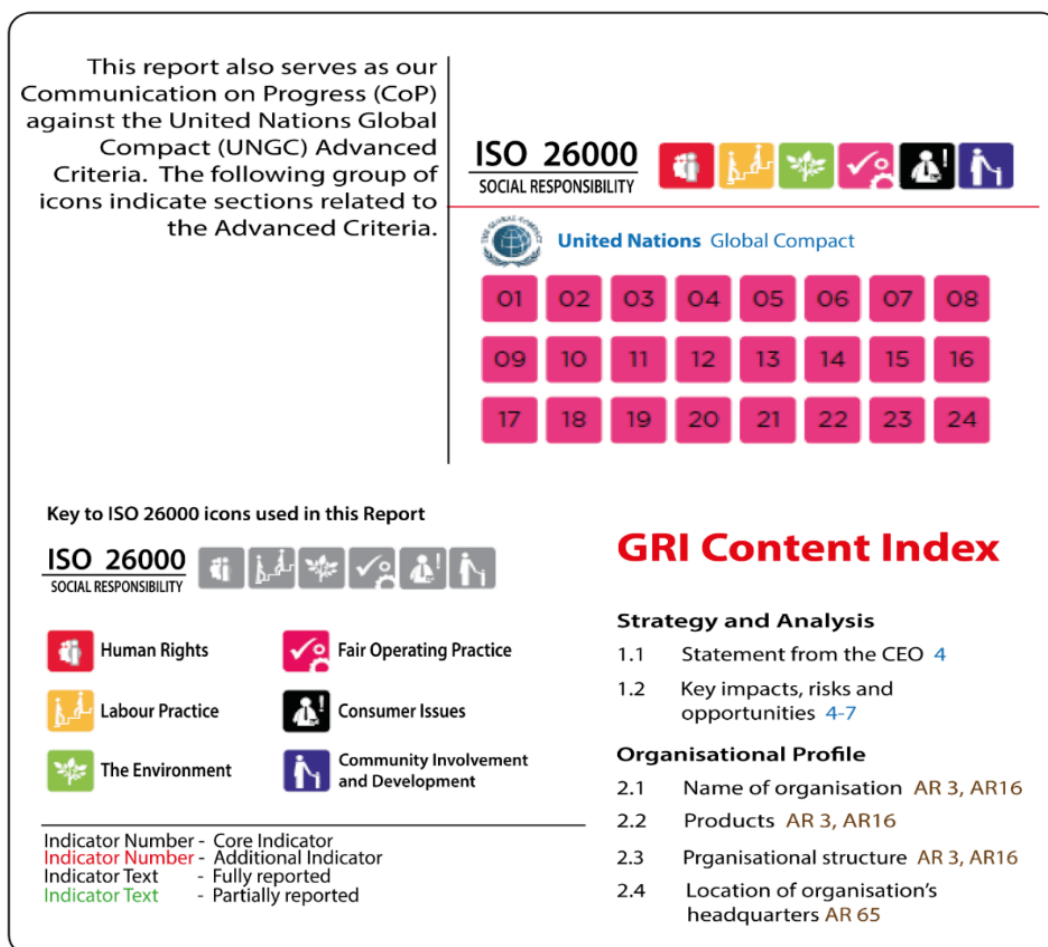 This report also serves as our
Communication on Progress (CoP)
against the United Nations Global
Compact (UNGC) Advanced
Criteria. The following group of
icons indicate sections related to
the Advanced Criteria.
ISO 26000
SOCIAL RESPONSIBILITY
THE GLOBAL COMPACT
United Nations Global Compact
01 02 03 04 05 06 07 08
09 10 11 12 13 14 15 16
17 18 19 20 21 22 23 24
Key to ISO 26000 icons used in this Report
ISO 26000
SOCIAL RESPONSIBILITY
Human Rights
Fair Operating Practice
Labour Practice
Consumer Issues
The Environment
Community Involvement
and Development
Indicator Number - Core Indicator
Indicator Number - Additional Indicator
Indicator Text - Fully reported
Indicator Text - Partially reported
GRI Content Index
Strategy and Analysis
1.1 Statement from the CEO 4
1.2 Key impacts, risks and
opportunities 4-7
Organisational Profile
2.1 Name of organisation AR 3, AR16
2.2 Products AR 3, AR16
2.3 Prganisational structure AR 3, AR16
2.4 Location of organisation's
headquarters AR 65